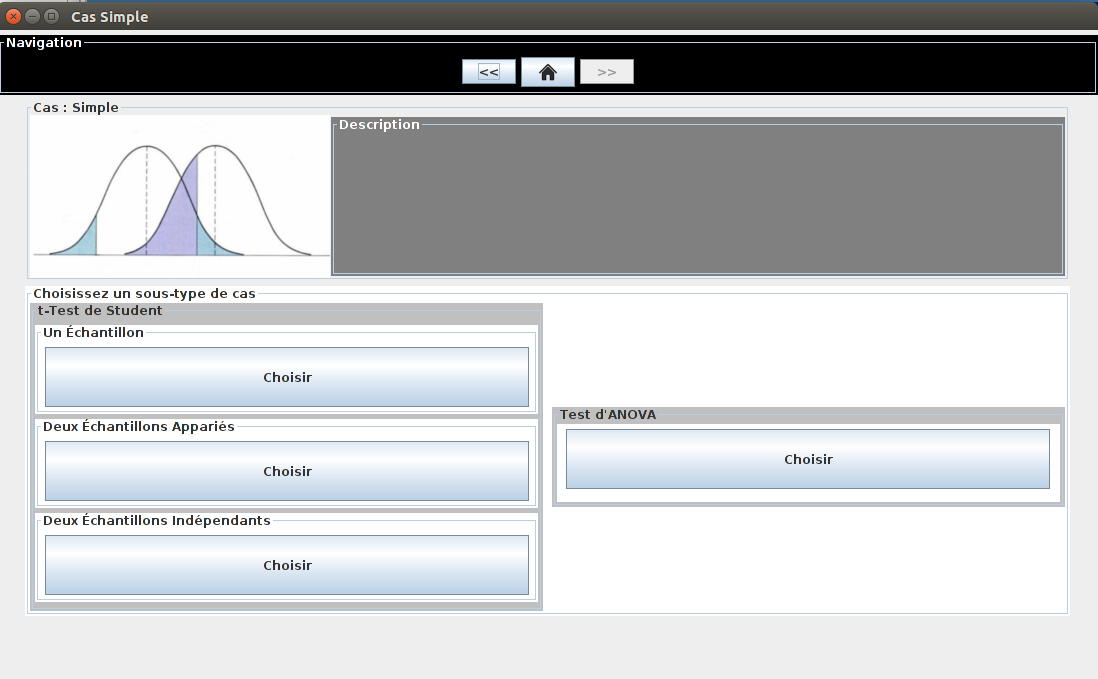 Cas Simple
Navigation
<< >>
Cas : Simple
Description
Choisissez un sous-type de cas
t-Test de Student
Un Échantillon
Choisir
Deux Échantillons Appariés
Choisir
Deux Échantillons Indépendants
Choisir
Test d'ANOVA
Choisir